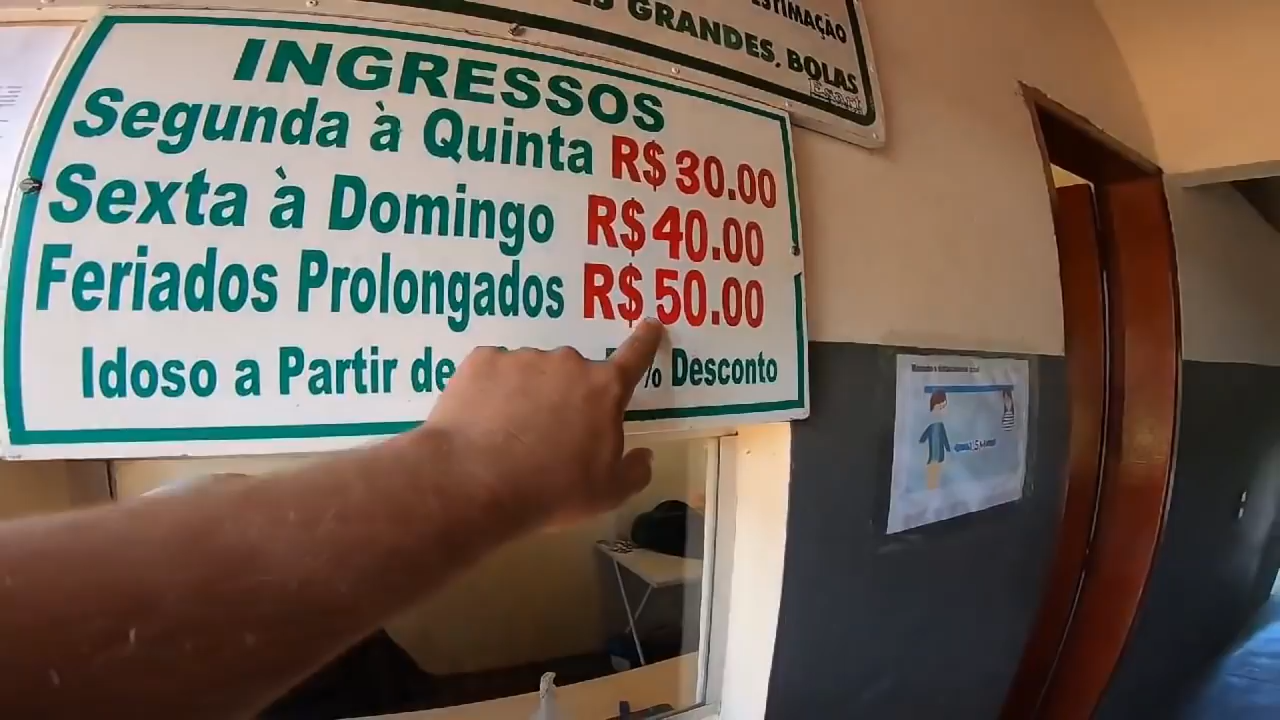 ESTIMAÇÃO
GRANDES, BOLAS
INGRESSOS
Segunda à Quinta R$ 30.00
Sexta à Domingo R$ 40.00
Feriados Prolongados R$ 50.00
Idoso a Partir de % Desconto